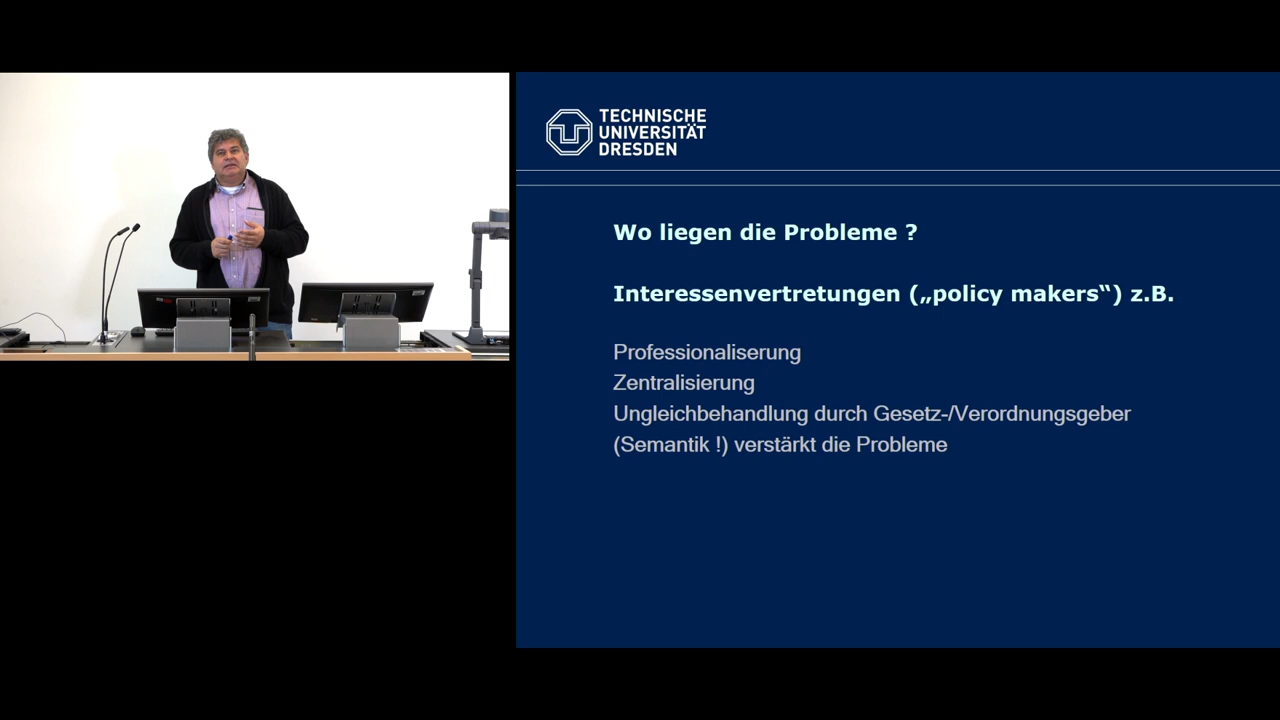 TECHNISCHE
UNIVERSITÄT
DRESDEN
Wo liegen die Probleme ?
Interessenvertretungen („policy makers“) z.B.
Professionaliserung
Zentralisierung
Ungleichbehandlung durch Gesetz-/Verordnungsgeber
(Semantik !) verstärkt die Probleme